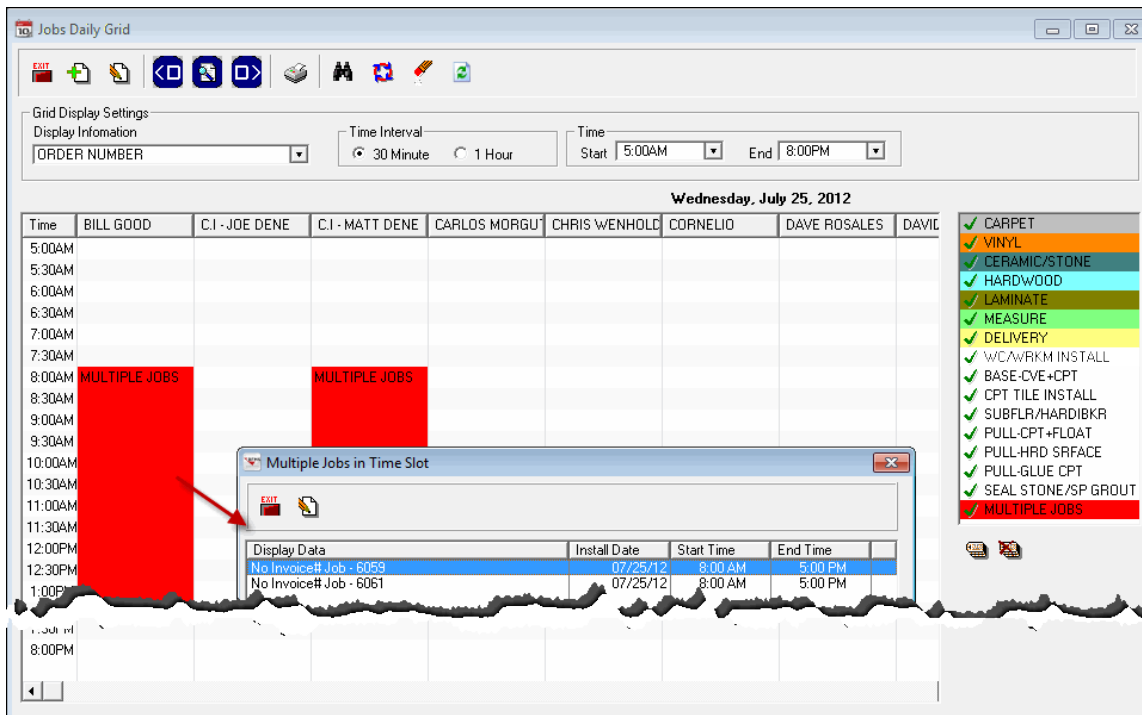 Jobs Daily Grid
EXIT
Grid Display Settings
Display Infomation
ORDER NUMBER
Time Interval
30 Minute
1 Hour
Time
Start 5:00AM
End 8:00PM
Wednesday, July 25, 2012
Time BILL GOOD C.I - JOE DENE C.I - MATT DENE CARLOS MORGU CHRIS WENHOLD CORNELIO DAVE ROSALES DAVID
5:00AM
5:30AM
6:00AM
6:30AM
7:00AM
7:30AM
8:00AM MULTIPLE JOBS MULTIPLE JOBS
8:30AM
9:00AM
9:30AM
10:00AM
10:30AM
11:00AM
11:30AM
12:00PM
12:30PM
1:00PM
8:00PM
CARPET
VINYL
CERAMIC/STONE
HARDWOOD
LAMINATE
MEASURE
DELIVERY
WC/WRKM INSTALL
BASE-CVE+CPT
CPT TILE INSTALL
SUBFLR/HARDIBKR
PULL-CPT+FLOAT
PULL-HRD SRFACE
PULL-GLUE CPT
SEAL STONE/SP GROUT
MULTIPLE JOBS
Multiple Jobs in Time Slot
EXIT
Display Data Install Date Start Time End Time
No Invoice# Job - 6059 07/25/12 8:00 AM 5:00 PM
No Invoice# Job - 6061 07/25/12 8:00 AM 5:00 PM